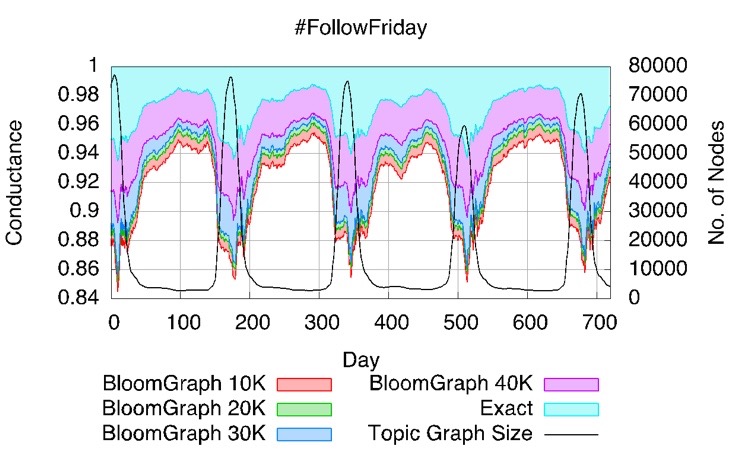 #FollowFriday
1 80000
0.98 70000
0.96 60000
0.94 50000
0.92 40000
0.9 30000
0.88 20000
0.86 10000
0.84 0
Conductance
No. of Nodes
0 100 200 300 400 500 600 700
Day
BloomGraph 10K BloomGraph 40K
BloomGraph 20K Exact
BloomGraph 30K Topic Graph Size